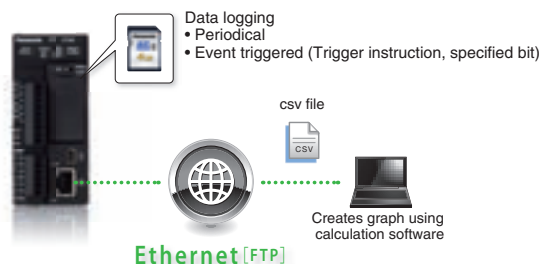 Data logging
• Periodical
• Event triggered (Trigger instruction, specified bit)
csv file
CSV
Creates graph using
calculation software
Ethernet [FTP]